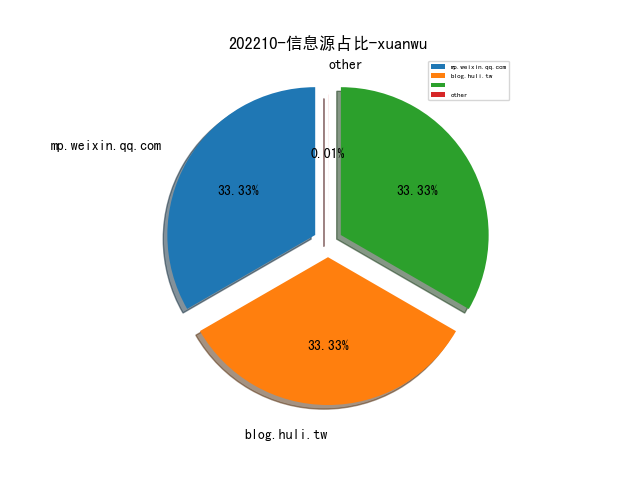 202210-信息源占比-xuanwu
other
mp.weixin.qq.com
blog.huli.tw
other
mp.weixin.qq.com
0.01%
33.33%
33.33%
33.33%
blog.huli.tw